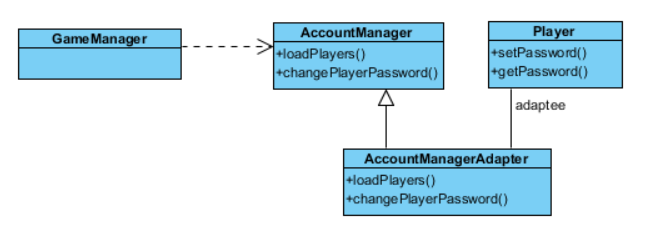 GameManager
AccountManager
+loadPlayers()
+changePlayerPassword()
Player
+setPassword()
+getPassword()
adaptee
AccountManagerAdapter
+loadPlayers()
+changePlayerPassword()